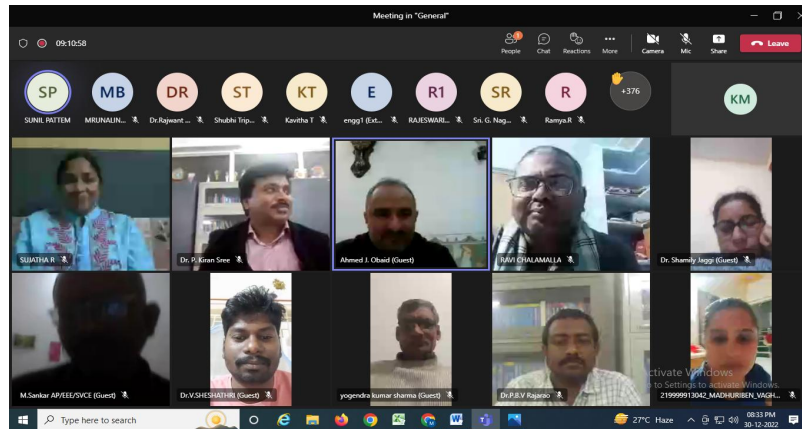 Meeting in "General"
09:10:58
People Chat Reactions More Camera Mic Share Leave
1
SP MB DR ST KT E R1 SR R +376 KM
SUNIL PATTEM MRUNALIN... Dr.Rajwant ... Shubhi Trip... Kavitha T engg1 (Ext... RAJESWARI... Sri. G. Nag... Ramya.R
SUJATHA R Dr. P. Kiran Sree Ahmed J. Obaid (Guest) RAVI CHALAMALLA Dr. Shamily Jaggi (Guest)
Activate Windows
Go to Settings to activate Windows.
M.Sankar AP/EEE/SVCE (Guest) Dr.V.SHESHATHRI (Guest) yogendra kumar sharma (Guest) Dr.P.B.V Rajarao 219999913042_MADHURIBEN_VAGH...
Type here to search 27°C Haze 08:33 PM
30-12-2022